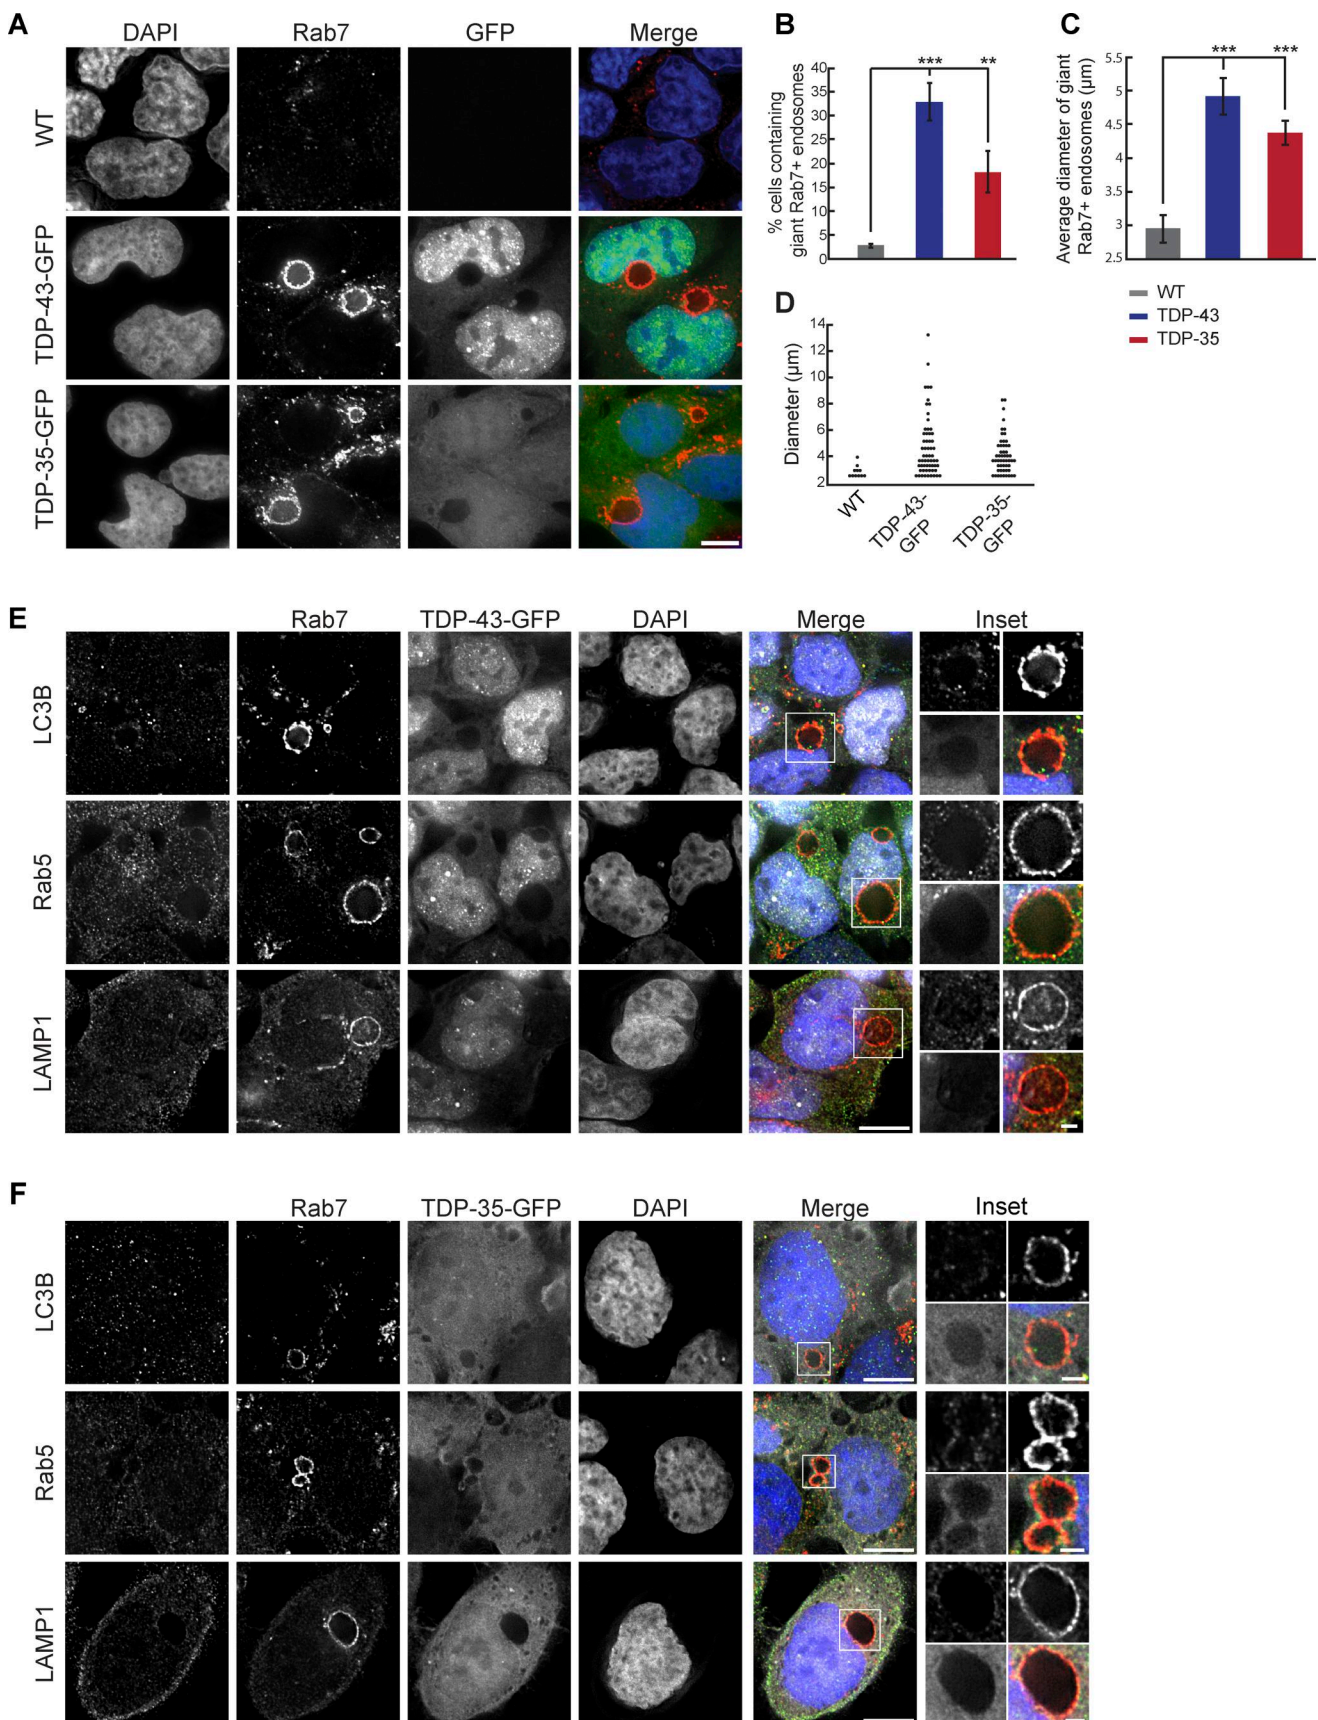 A
DAPI Rab7 GFP Merge
WT
TDP-43-GFP
TDP-35-GFP
B
% cells containing
giant Rab7+ endosomes
40
35
30
25
20
15
10
5
0
*** **
C
Average diameter of giant
Rab7+ endosomes (µm)
5.5
5
4.5
4
3.5
3
2.5
*** ***
WT
TDP-43
TDP-35
D
Diameter (µm)
14
12
10
8
6
4
2
WT
TDP-43-
GFP
TDP-35-
GFP
E
Rab7 TDP-43-GFP DAPI Merge Inset
LC3B
Rab5
LAMP1
F
Rab7 TDP-35-GFP DAPI Merge Inset
LC3B
Rab5
LAMP1